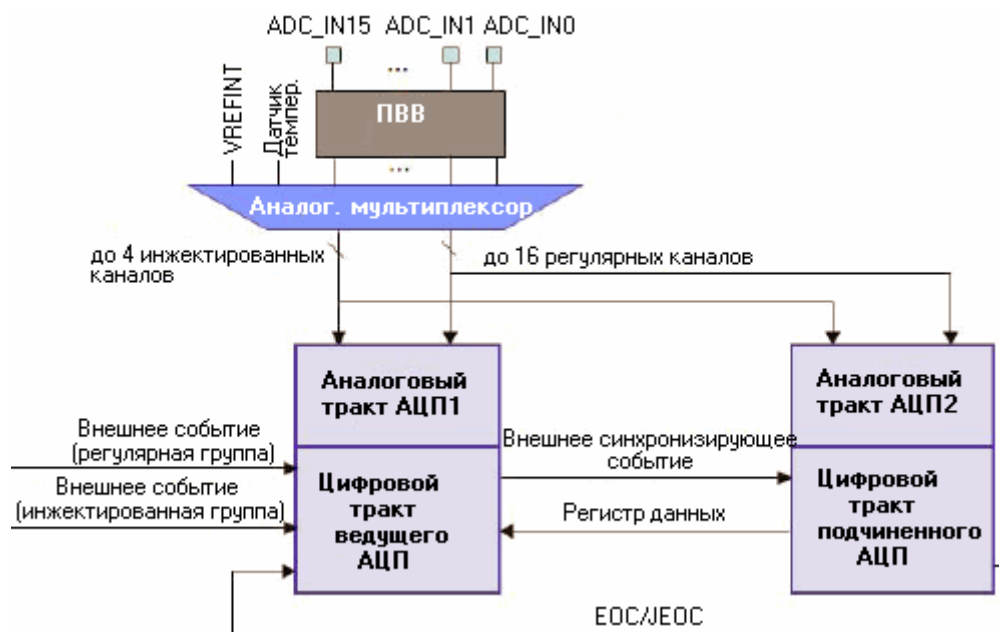 ADC_IN15 ADC_IN1 ADC_IN0
...
VREFINT
Датчик
темпер.
ПВВ
...
Аналог. мультиплексор
до 4 инжектированных
каналов
до 16 регулярных каналов
Аналоговый
тракт АЦП1
Аналоговый
тракт АЦП2
Внешнее событие
(регулярная группа)
Внешнее синхронизирующее
событие
Внешнее событие
(инжектированная группа)
Цифровой
тракт
ведущего
АЦП
Регистр данных
Цифровой
тракт
подчиненного
АЦП
EOC/JEOC